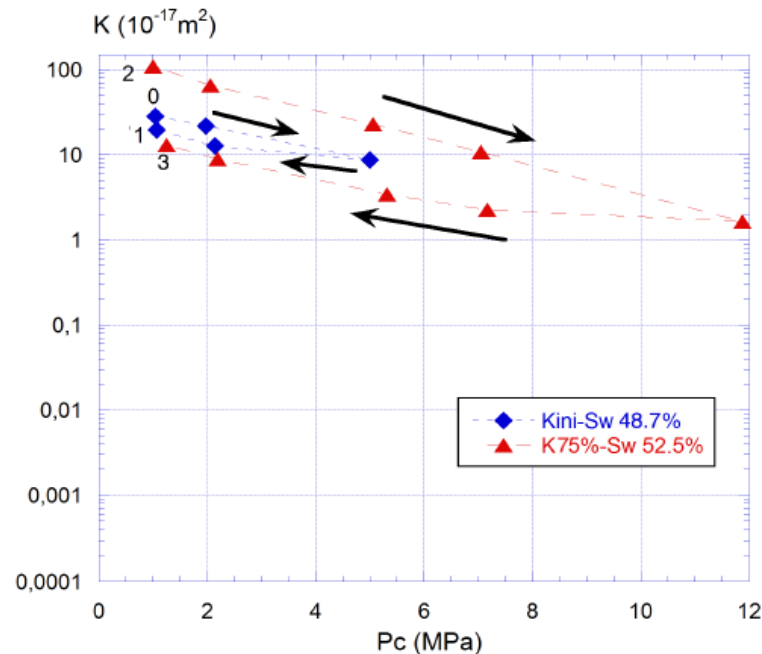 K (10⁻¹⁷m²)
100
10
1
0,1
0,01
0,001
0,0001
2
0
'1
3
Kini-Sw 48.7%
K75%-Sw 52.5%
0 2 4 6 8 10 12
Pc (MPa)